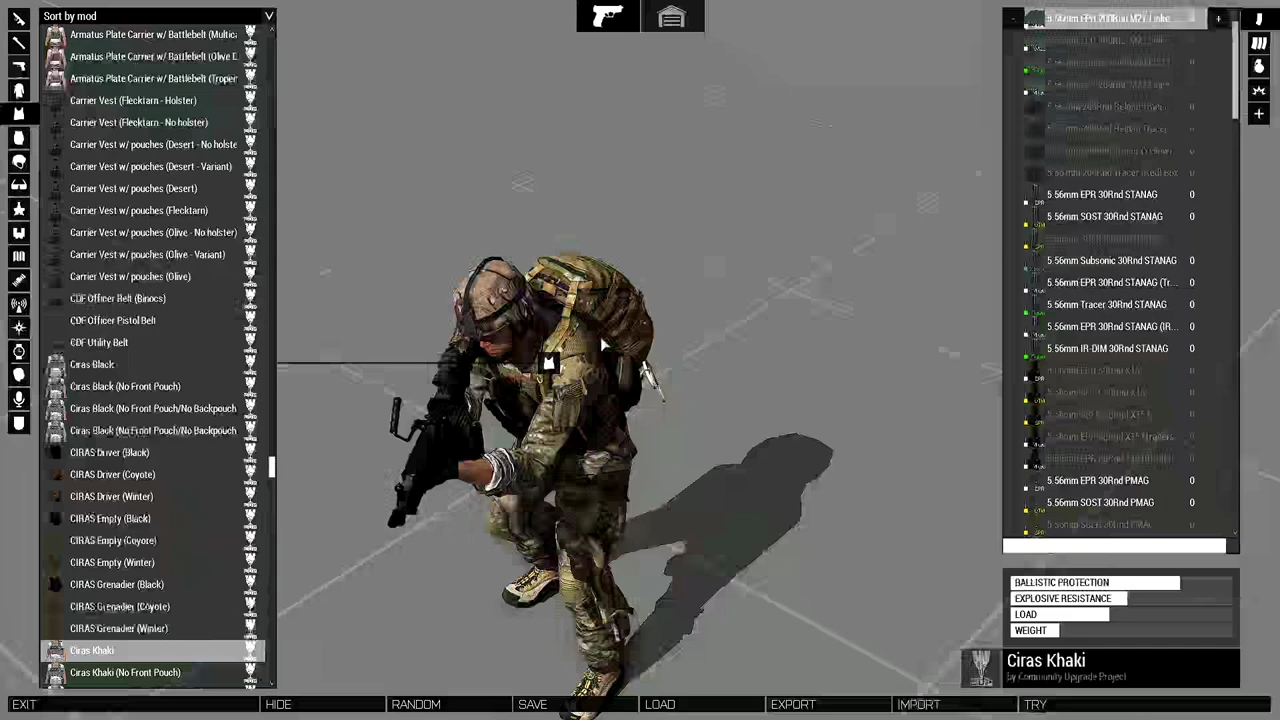 Sort by mod
Armatus Plate Carrier w/ Battlebelt (Multica
Armatus Plate Carrier w/ Battlebelt (Olive D
Armatus Plate Carrier w/ Battlebelt (Troper
Carrier Vest (Flecktarn - Holster)
Carrier Vest (Flecktarn - No holster)
Carrier Vest w/ pouches (Desert - No holste
Carrier Vest w/ pouches (Desert - Variant)
Carrier Vest w/ pouches (Desert)
Carrier Vest w/ pouches (Flecktarn)
Carrier Vest w/ pouches (Olive - No holster)
Carrier Vest w/ pouches (Olive - Variant)
Carrier Vest w/ pouches (Olive)
CDF Officer Belt (Binocs)
CDF Officer Pistol Belt
CDF Utility Belt
Ciras Black
Ciras Black (No Front Pouch)
Ciras Black (No Front Pouch/No Backpouch
Ciras Black (No Front Pouch/No Backpouch
CIRAS Driver (Black)
CIRAS Driver (Coyote)
CIRAS Driver (Winter)
CIRAS Empty (Black)
CIRAS Empty (Coyote)
CIRAS Empty (Winter)
CIRAS Grenadier (Black)
CIRAS Grenadier (Coyote)
CIRAS Grenadier (Winter)
Ciras Khaki
Ciras Khaki (No Front Pouch)
5.56mm EPR 30Rnd STANAG 0
5.56mm SOST 30Rnd STANAG 0
5.56mm Subsonic 30Rnd STANAG 0
5.56mm EPR 30Rnd STANAG (Tr... 0
5.56mm Tracer 30Rnd STANAG 0
5.56mm EPR 30Rnd STANAG (IR... 0
5.56mm IR-DIM 30Rnd STANAG 0
5.56mm EPR 30Rnd PMAG 0
5.56mm SOST 30Rnd PMAG 0
BALLISTIC PROTECTION
EXPLOSIVE RESISTANCE
LOAD
WEIGHT
Ciras Khaki
by Community Upgrade Project
EXIT HIDE RANDOM SAVE LOAD EXPORT IMPORT TRY